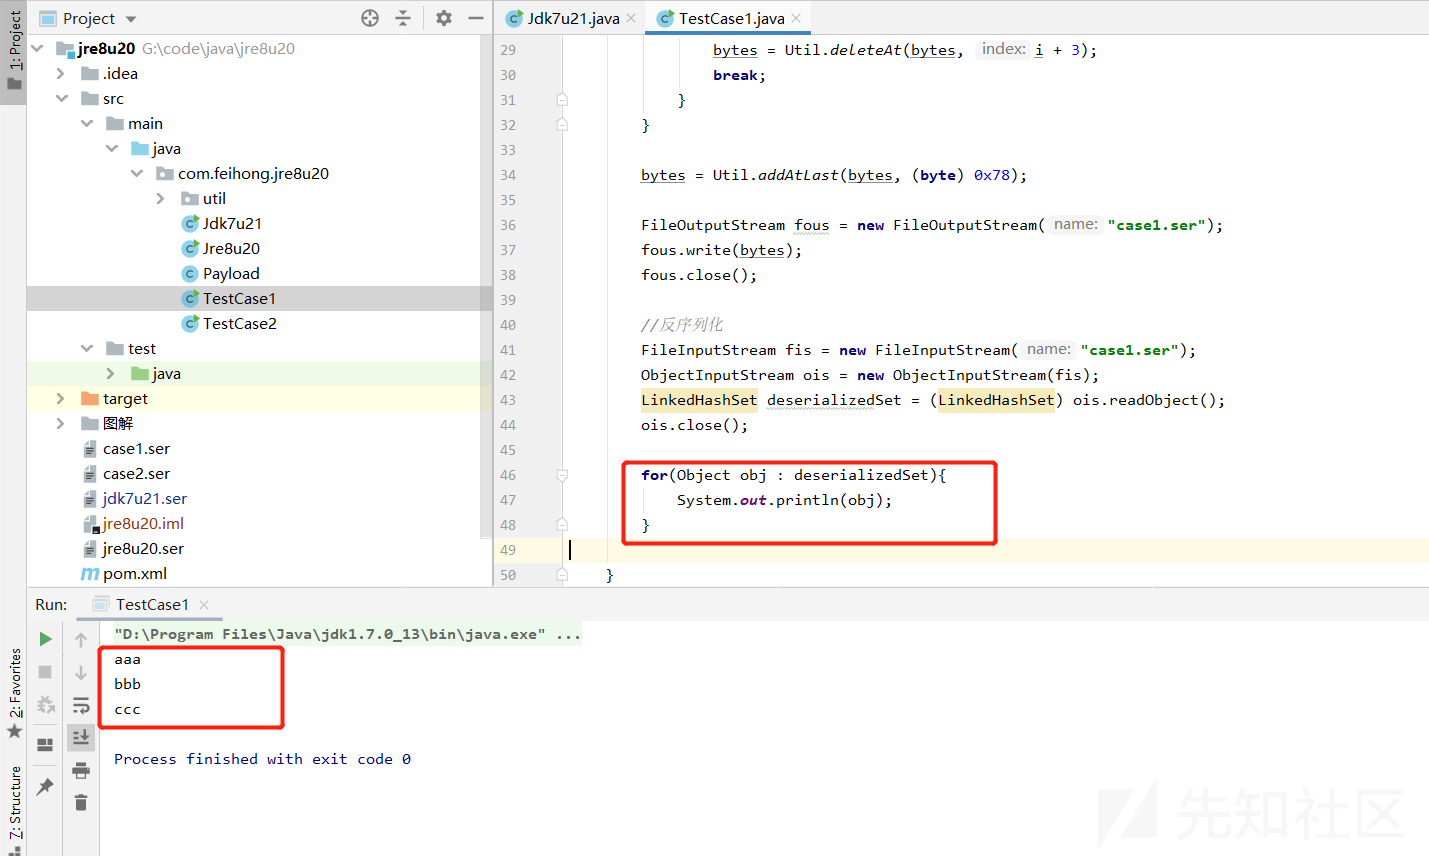 Project
1: Project
jre8u20 G:\code\java\jre8u20
.idea
src
main
java
com.feihong.jre8u20
util
Jdk7u21
Jre8u20
Payload
TestCase1
TestCase2
test
java
target
图解
case1.ser
case2.ser
jdk7u21.ser
jre8u20.iml
jre8u20.ser
pom.xml
Jdk7u21.java
TestCase1.java
29 bytes = Util.deleteAt(bytes, index: i + 3);
30 break;
31 }
32 }
33
34 bytes = Util.addAtLast(bytes, (byte) 0x78);
35
36 FileOutputStream fous = new FileOutputStream( name: "case1.ser");
37 fous.write(bytes);
38 fous.close();
39
40 //反序列化
41 FileInputStream fis = new FileInputStream( name: "case1.ser");
42 ObjectInputStream ois = new ObjectInputStream(fis);
43 LinkedHashSet deserializedSet = (LinkedHashSet) ois.readObject();
44 ois.close();
45
46 for(Object obj : deserializedSet){
47 System.out.println(obj);
48 }
49
50 }
Run: TestCase1
"D:\Program Files\Java\jdk1.7.0_13\bin\java.exe" ...
aaa
bbb
ccc
Process finished with exit code 0
2: Favorites
7: Structure
先知社区